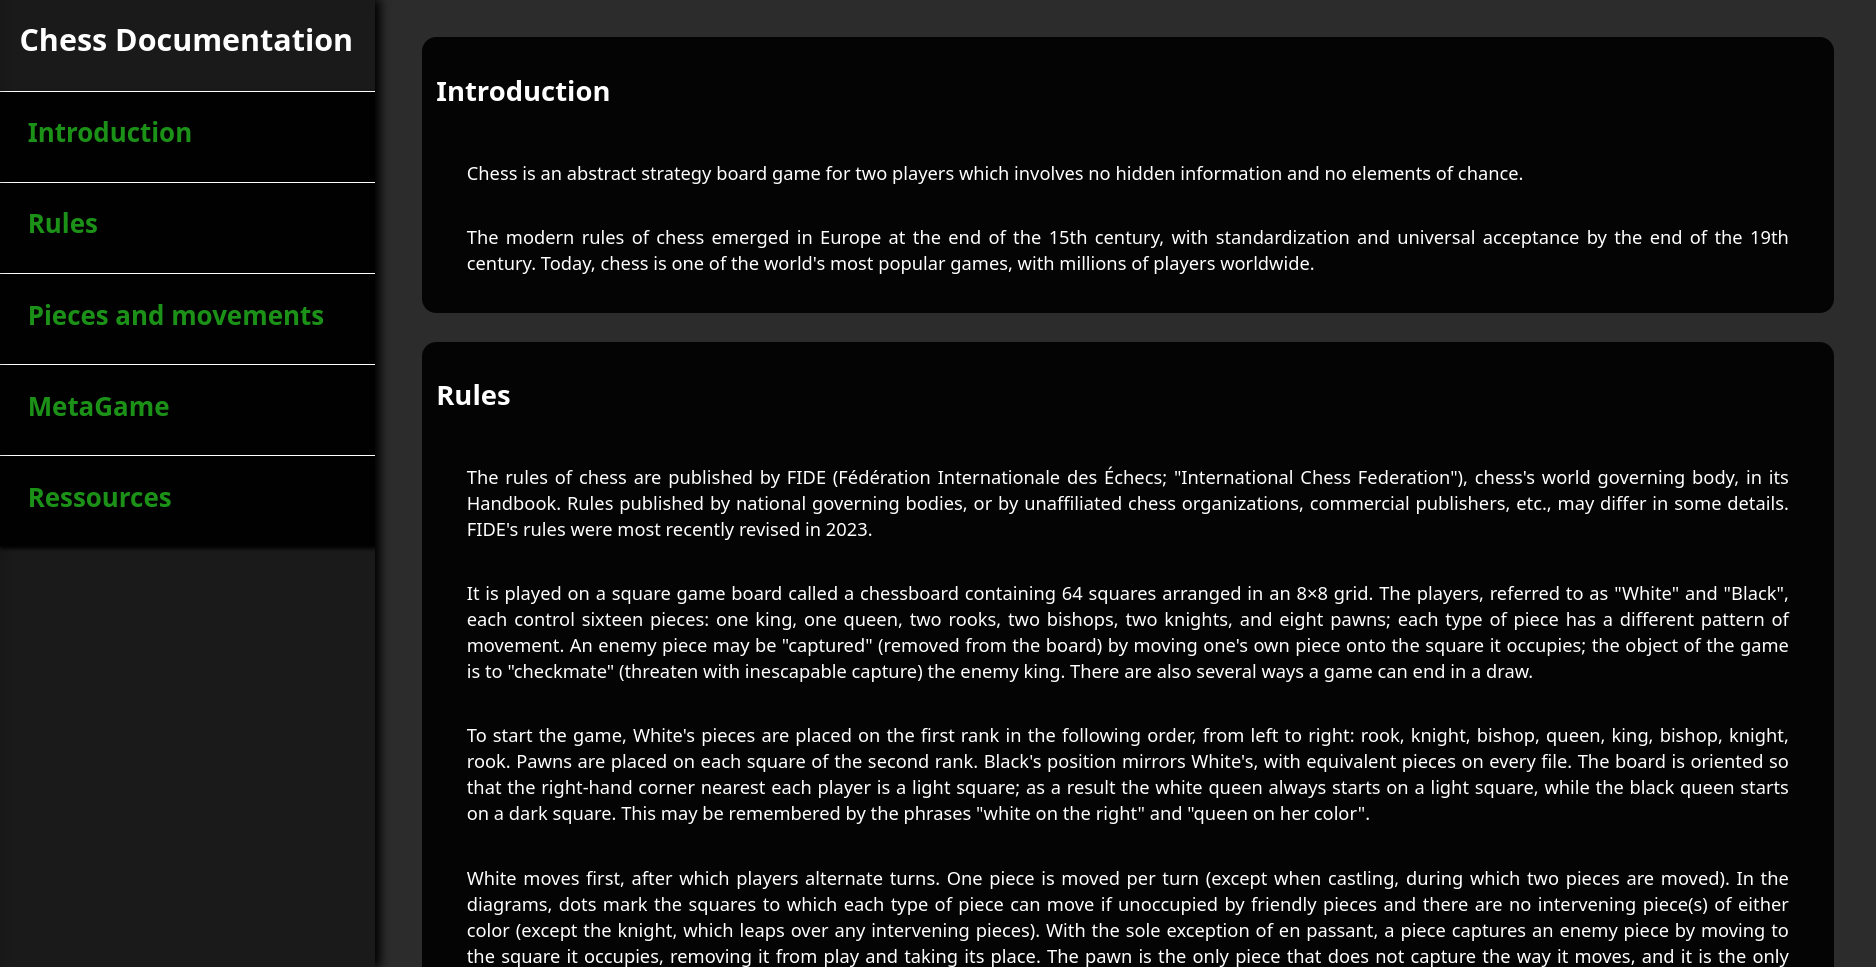 Chess Documentation
Introduction
Rules
Pieces and movements
MetaGame
Ressources
Introduction
Chess is an abstract strategy board game for two players which involves no hidden information and no elements of chance.
The modern rules of chess emerged in Europe at the end of the 15th century, with standardization and universal acceptance by the end of the 19th
century. Today, chess is one of the world's most popular games, with millions of players worldwide.
Rules
The rules of chess are published by FIDE (Fédération Internationale des Échecs; "International Chess Federation"), chess's world governing body, in its
Handbook. Rules published by national governing bodies, or by unaffiliated chess organizations, commercial publishers, etc., may differ in some details.
FIDE's rules were most recently revised in 2023.
It is played on a square game board called a chessboard containing 64 squares arranged in an 8×8 grid. The players, referred to as "White" and "Black",
each control sixteen pieces: one king, one queen, two rooks, two bishops, two knights, and eight pawns; each type of piece has a different pattern of
movement. An enemy piece may be "captured" (removed from the board) by moving one's own piece onto the square it occupies; the object of the game
is to "checkmate" (threaten with inescapable capture) the enemy king. There are also several ways a game can end in a draw.
To start the game, White's pieces are placed on the first rank in the following order, from left to right: rook, knight, bishop, queen, king, bishop, knight,
rook. Pawns are placed on each square of the second rank. Black's position mirrors White's, with equivalent pieces on every file. The board is oriented so
that the right-hand corner nearest each player is a light square; as a result the white queen always starts on a light square, while the black queen starts
on a dark square. This may be remembered by the phrases "white on the right" and "queen on her color".
White moves first, after which players alternate turns. One piece is moved per turn (except when castling, during which two pieces are moved). In the
diagrams, dots mark the squares to which each type of piece can move if unoccupied by friendly pieces and there are no intervening piece(s) of either
color (except the knight, which leaps over any intervening pieces). With the sole exception of en passant, a piece captures an enemy piece by moving to
the square it occupies, removing it from play and taking its place. The pawn is the only piece that does not capture the way it moves, and it is the only